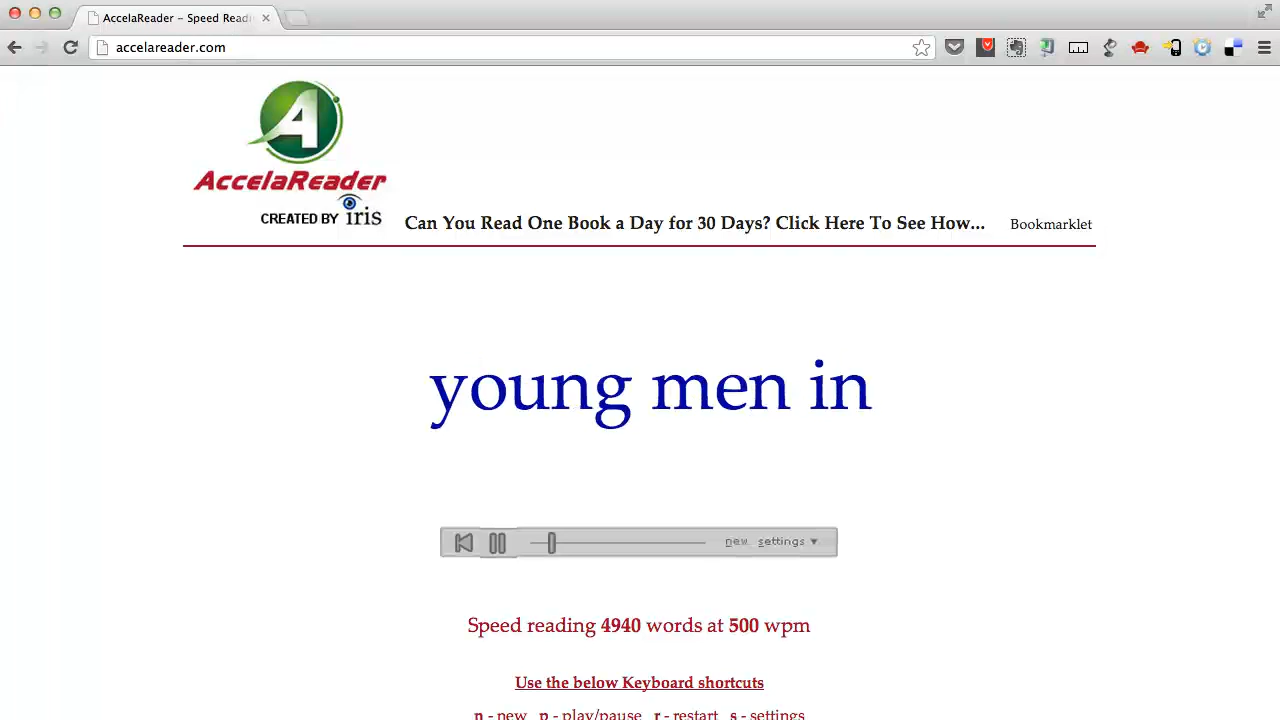 AccelaReader – Speed Readi
accelareader.com
A
AccelaReader
CREATED BY iris
Can You Read One Book a Day for 30 Days? Click Here To See How...
Bookmarklet
young men in
new settings ▼
Speed reading 4940 words at 500 wpm
Use the below Keyboard shortcuts
n - new p - play/pause r - restart s - settings